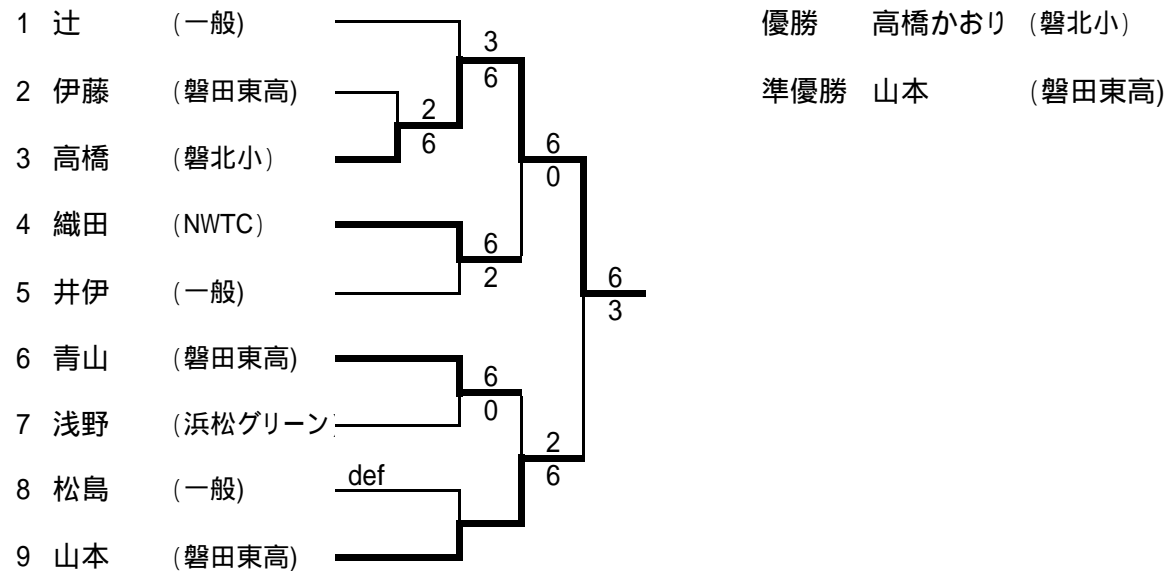 1 辻 (一般)
優勝 高橋かおり (磐北小)
3
6
2 伊藤 (磐田東高)
準優勝 山本 (磐田東高)
2
6
3 高橋 (磐北小)
6
0
4 織田 (NWTC)
6
2
5 井伊 (一般)
6
3
6 青山 (磐田東高)
6
0
7 浅野 (浜松グリーン)
2
6
8 松島 (一般) def
9 山本 (磐田東高)